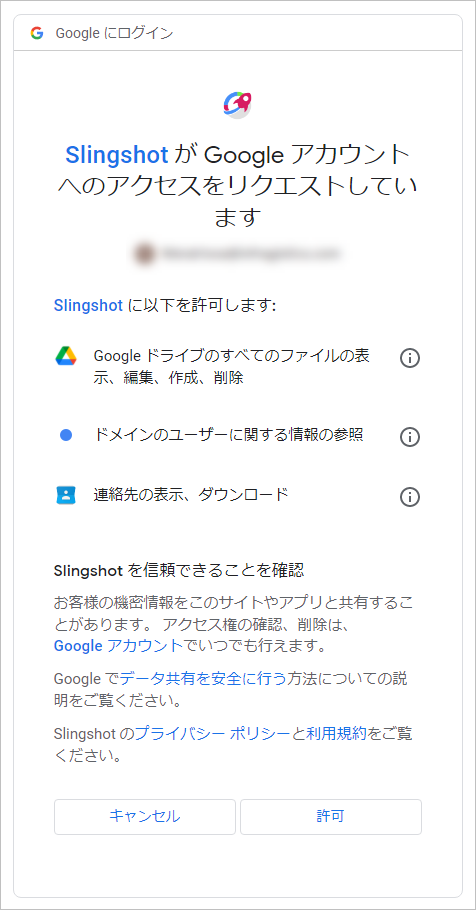 Google にログイン
Slingshot が Google アカウント
へのアクセスをリクエストしてい
ます
Slingshot に以下を許可します:
Google ドライブのすべてのファイルの表
示、編集、作成、削除
ドメインのユーザーに関する情報の参照
連絡先の表示、ダウンロード
Slingshot を信頼できることを確認
お客様の機密情報をこのサイトやアプリと共有するこ
とがあります。 アクセス権の確認、削除は、
Google アカウントでいつでも行えます。
Google でデータ共有を安全に行う方法についての説
明をご覧ください。
Slingshot のプライバシー ポリシーと利用規約をご覧
ください。
キャンセル
許可